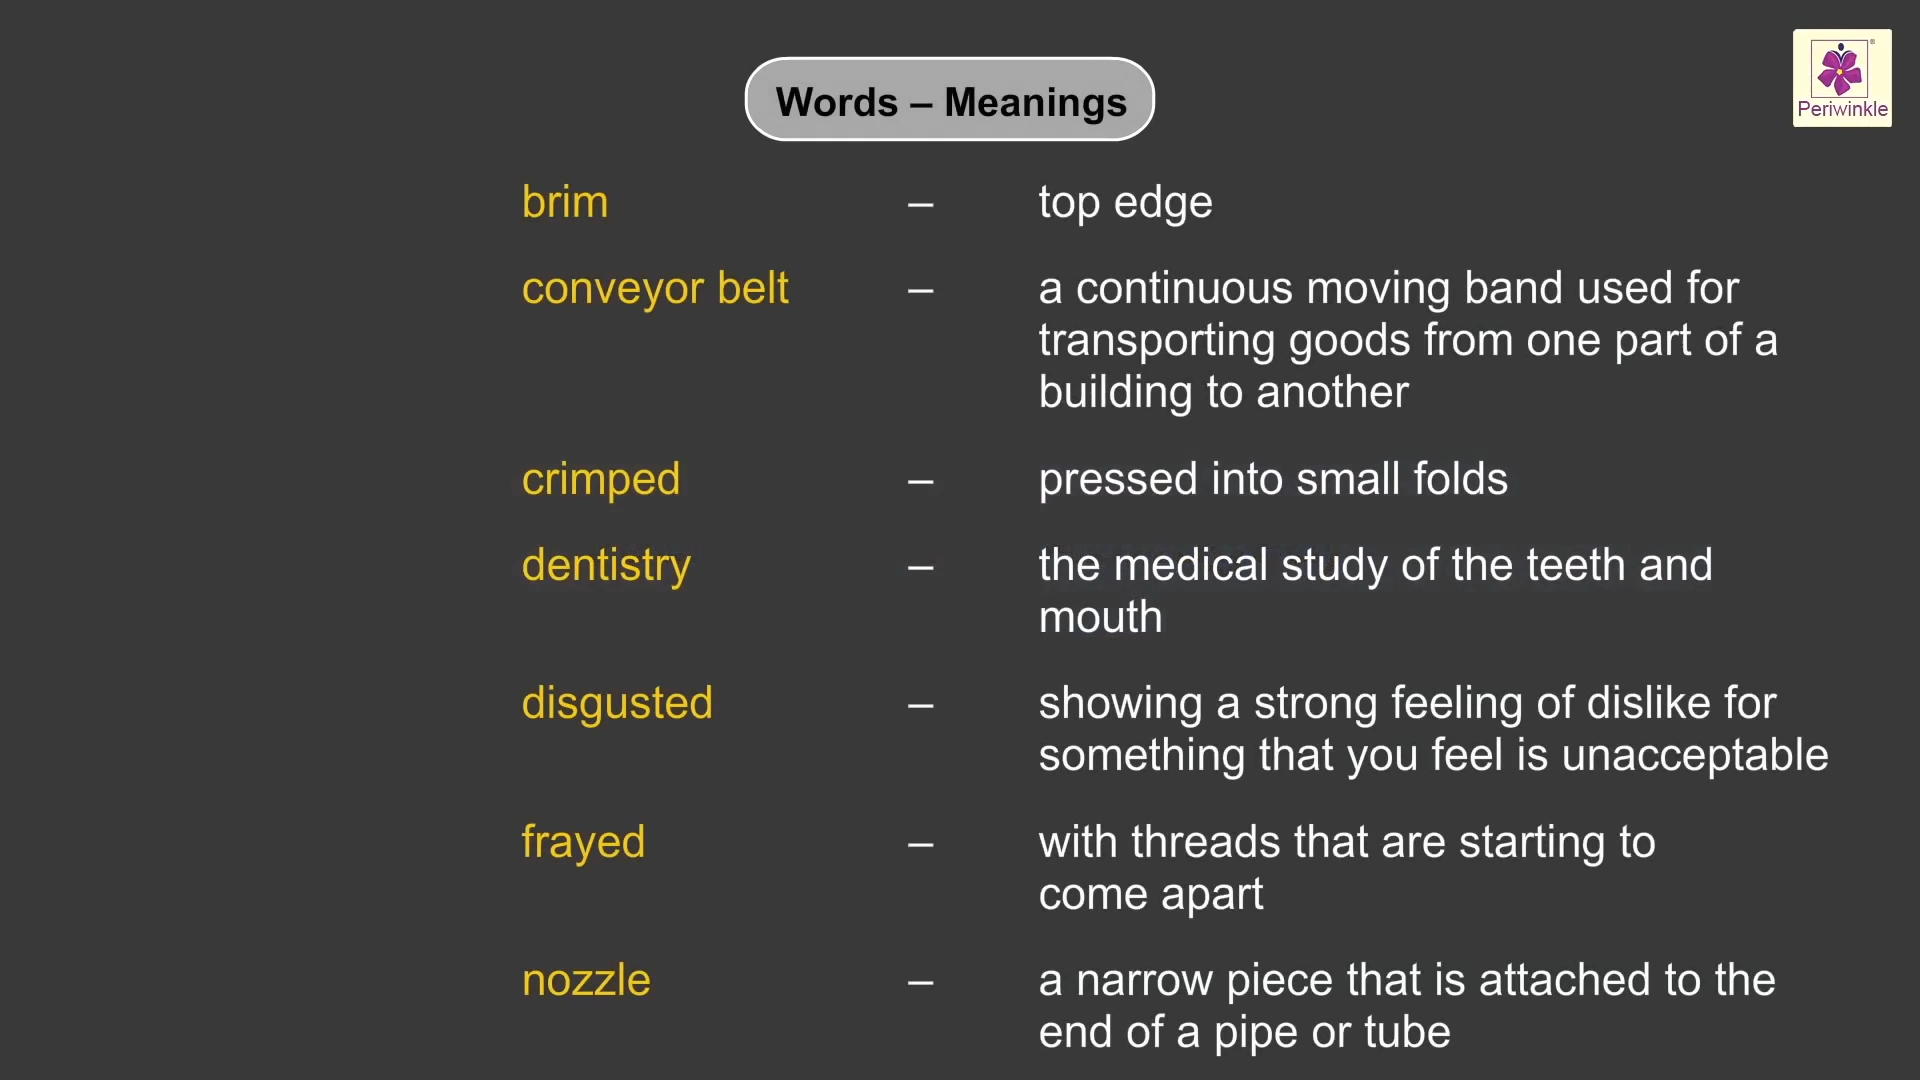 Words – Meanings
®
Periwinkle
brim – top edge
conveyor belt – a continuous moving band used for
transporting goods from one part of a
building to another
crimped – pressed into small folds
dentistry – the medical study of the teeth and
mouth
disgusted – showing a strong feeling of dislike for
something that you feel is unacceptable
frayed – with threads that are starting to
come apart
nozzle – a narrow piece that is attached to the
end of a pipe or tube